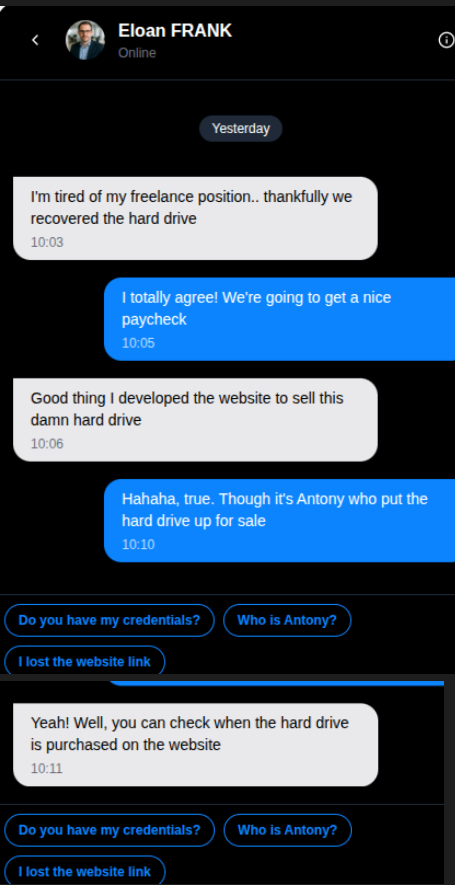 Eloan FRANK
Online
Yesterday
I'm tired of my freelance position.. thankfully we
recovered the hard drive
10:03
I totally agree! We're going to get a nice
paycheck
10:05
Good thing I developed the website to sell this
damn hard drive
10:06
Hahaha, true. Though it's Antony who put the
hard drive up for sale
10:10
Do you have my credentials?
Who is Antony?
I lost the website link
Yeah! Well, you can check when the hard drive
is purchased on the website
10:11
Do you have my credentials?
Who is Antony?
I lost the website link